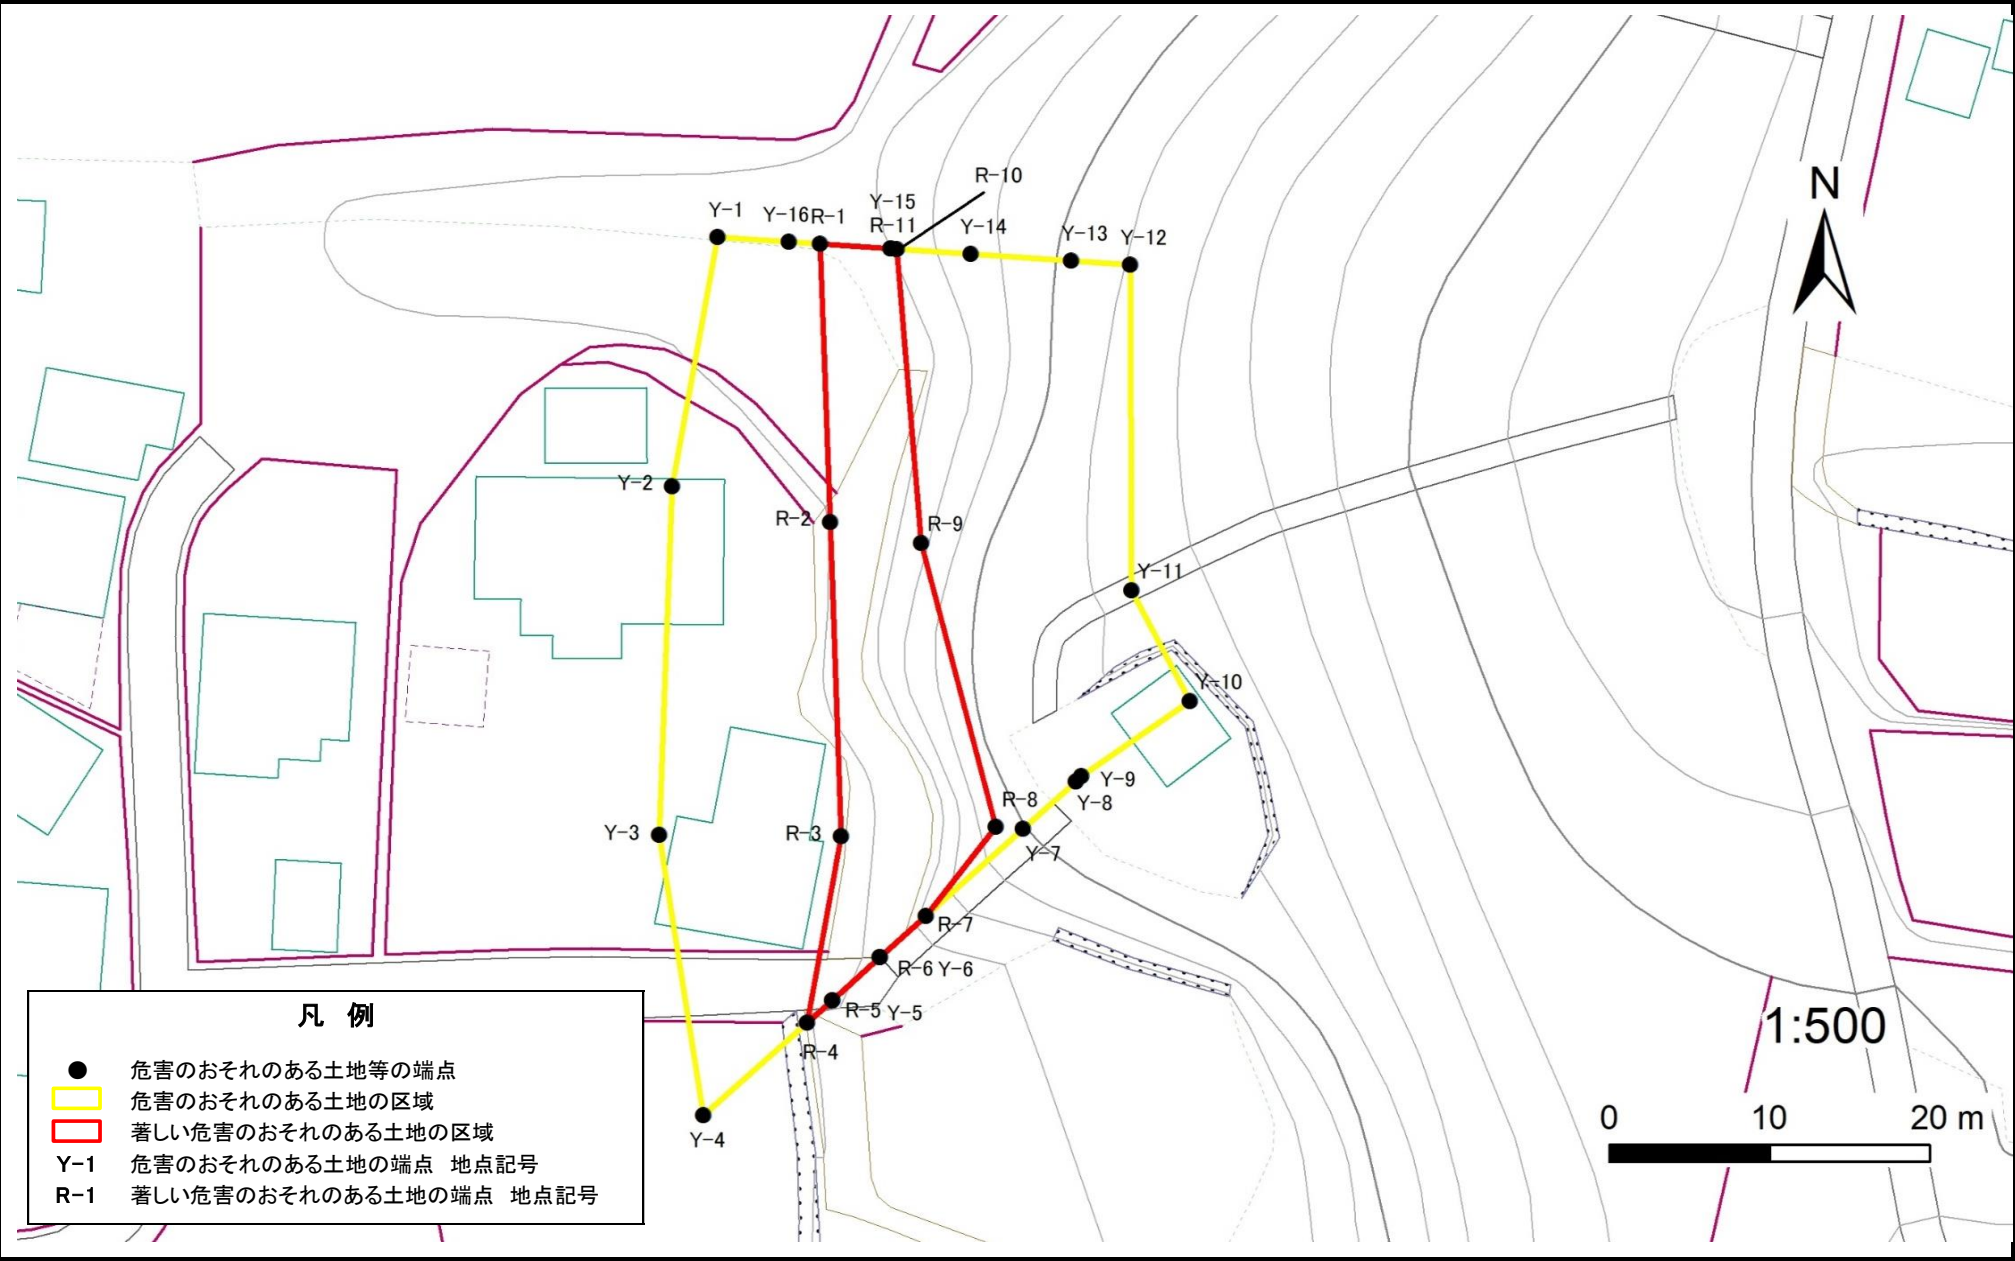 R-10
Y-1
Y-16
R-1
Y-15
R-11
Y-14
Y-13
Y-12
N
Y-2
R-2
R-9
Y-11
Y-10
Y-9
Y-8
R-8
Y-7
Y-3
R-3
R-7
R-6 Y-6
R-5 Y-5
R-4
Y-4
1:500
0 10 20 m
凡 例
危害のおそれのある土地等の端点
危害のおそれのある土地の区域
著しい危害のおそれのある土地の区域
Y-1 危害のおそれのある土地の端点 地点記号
R-1 著しい危害のおそれのある土地の端点 地点記号